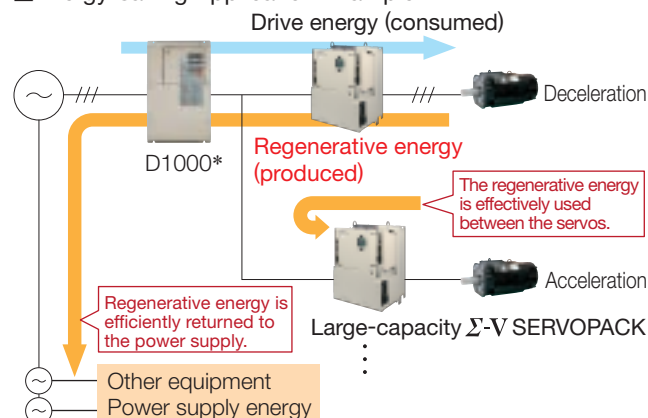 Drive energy (consumed)
Deceleration
D1000*
Regenerative energy
(produced)
The regenerative energy
is effectively used
between the servos.
Acceleration
Regenerative energy is
efficiently returned to
the power supply.
Large-capacity Σ-V SERVOPACK
Other equipment
Power supply energy